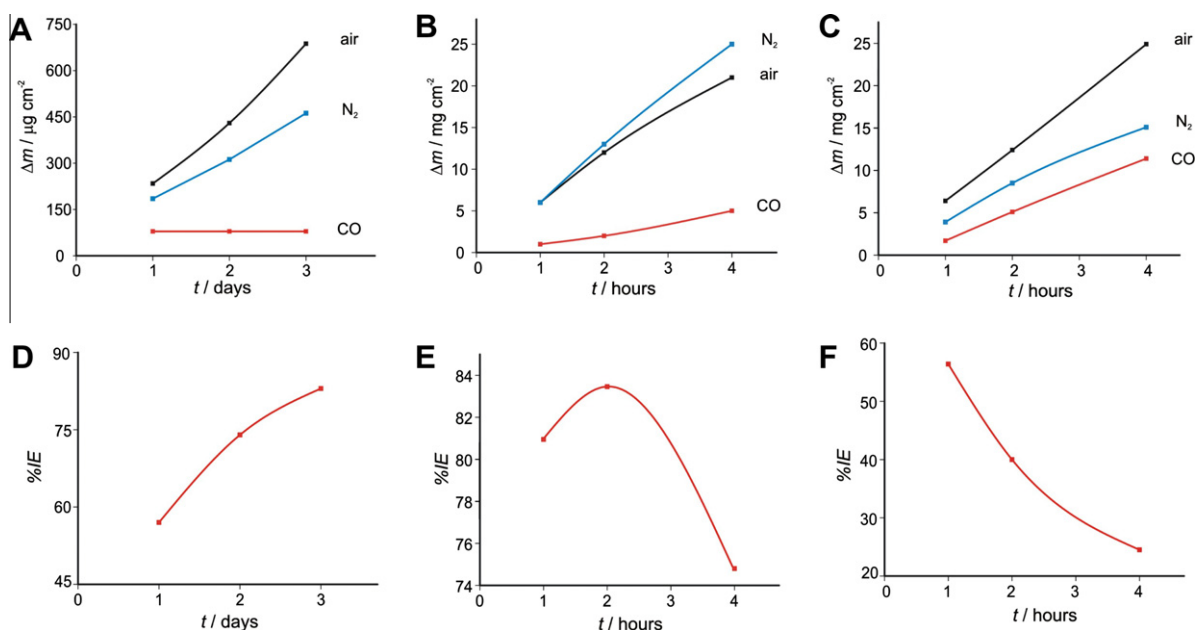 A
750
600
450
300
150
0
Δm / µg cm⁻²
air
N₂
CO
0 1 2 3
t / days
B
25
20
15
10
5
0
Δm / mg cm⁻²
N₂
air
CO
0 1 2 3 4
t / hours
C
25
20
15
10
5
0
Δm / mg cm⁻²
air
N₂
CO
0 1 2 3 4
t / hours
D
90
75
60
45
%IE
0 1 2 3
t / days
E
84
82
80
78
76
74
%IE
0 1 2 3 4
t / hours
F
60
50
40
30
20
%IE
0 1 2 3 4
t / hours